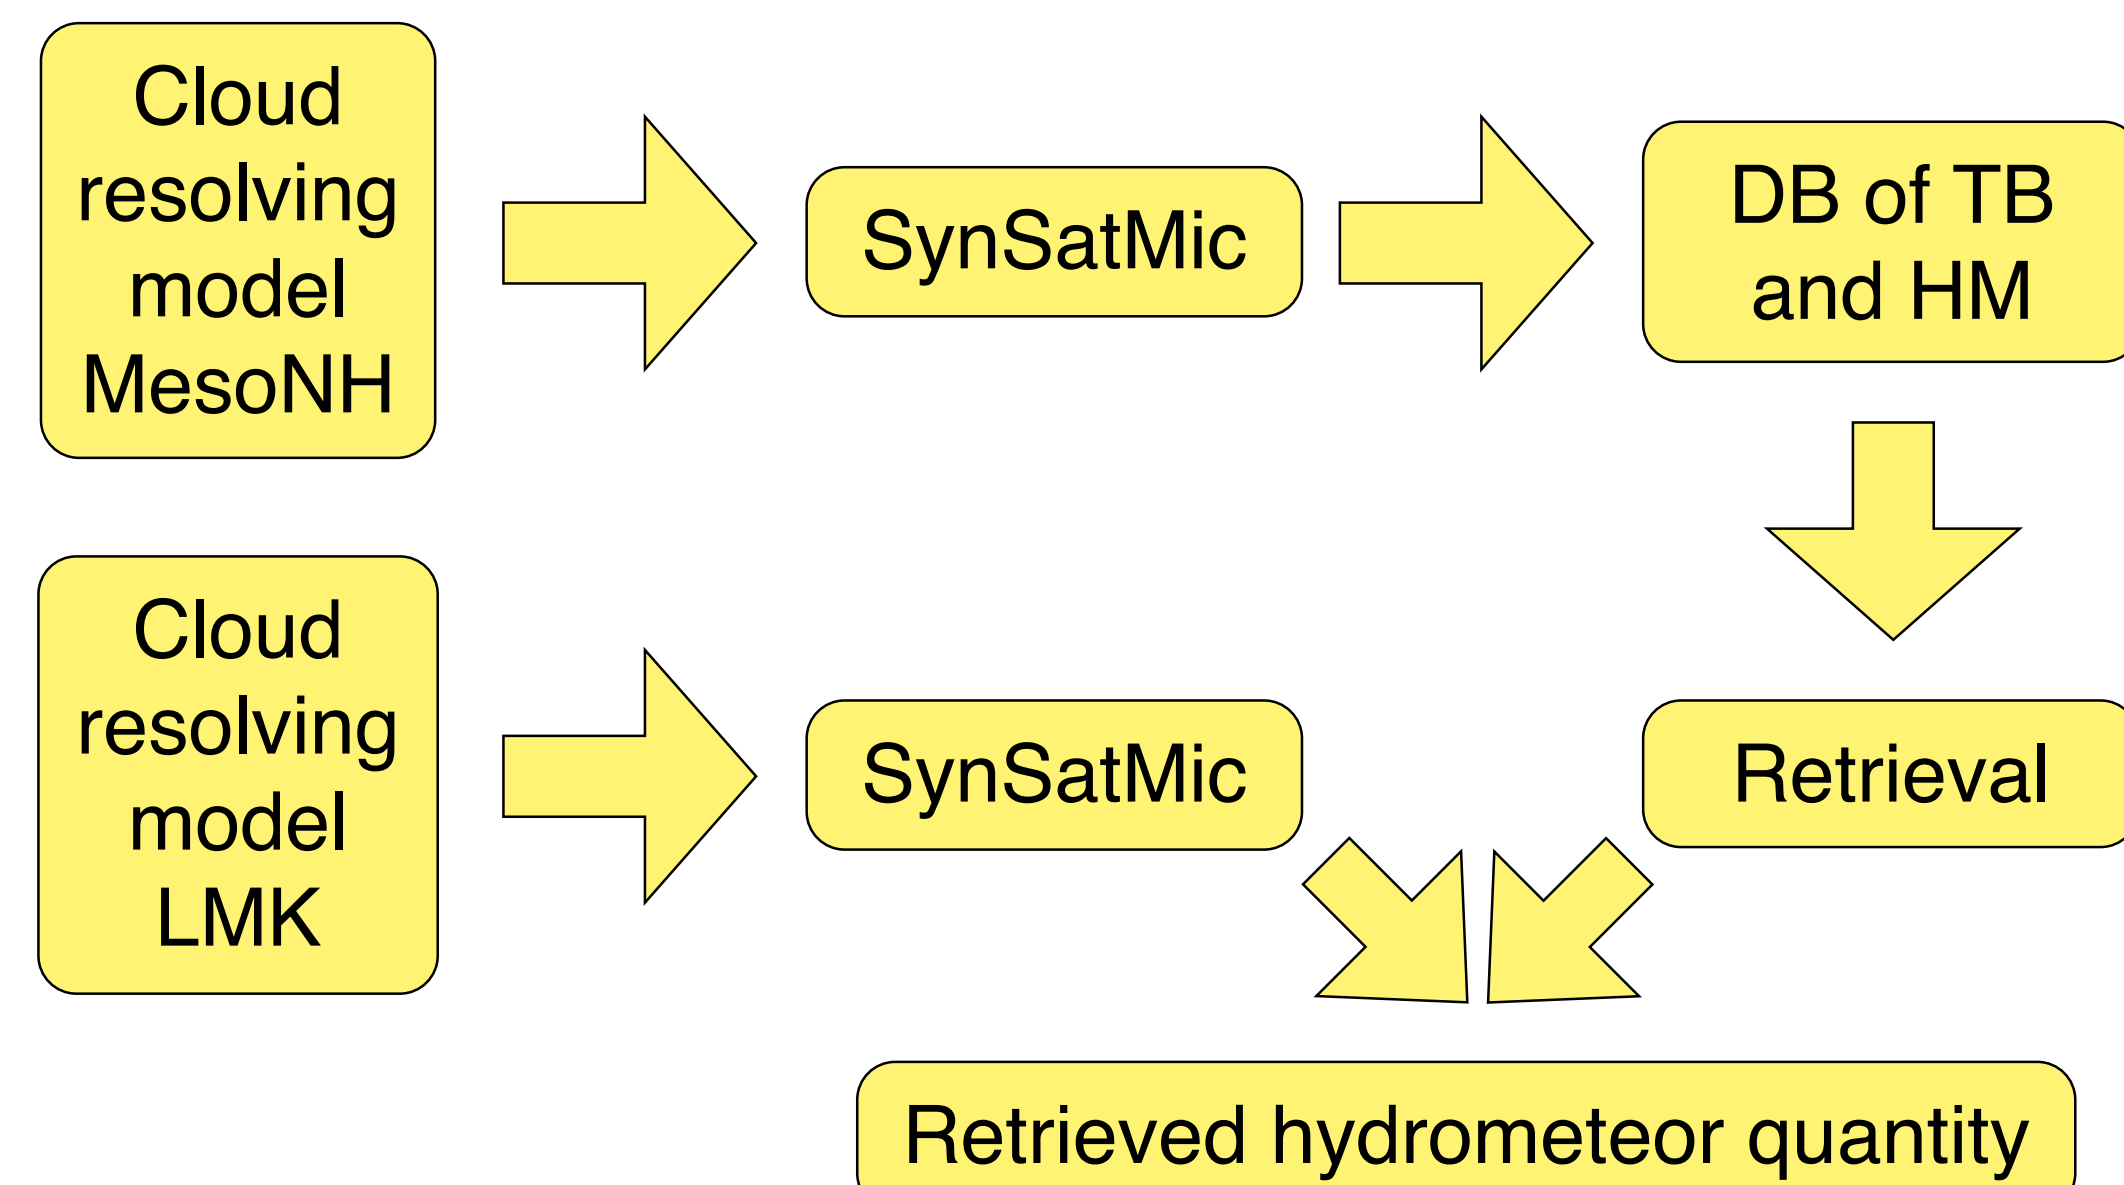 Cloud
resolving
model
MesoNH
SynSatMic
DB of TB
and HM
Cloud
resolving
model
LMK
SynSatMic
Retrieval
Retrieved hydrometeor quantity